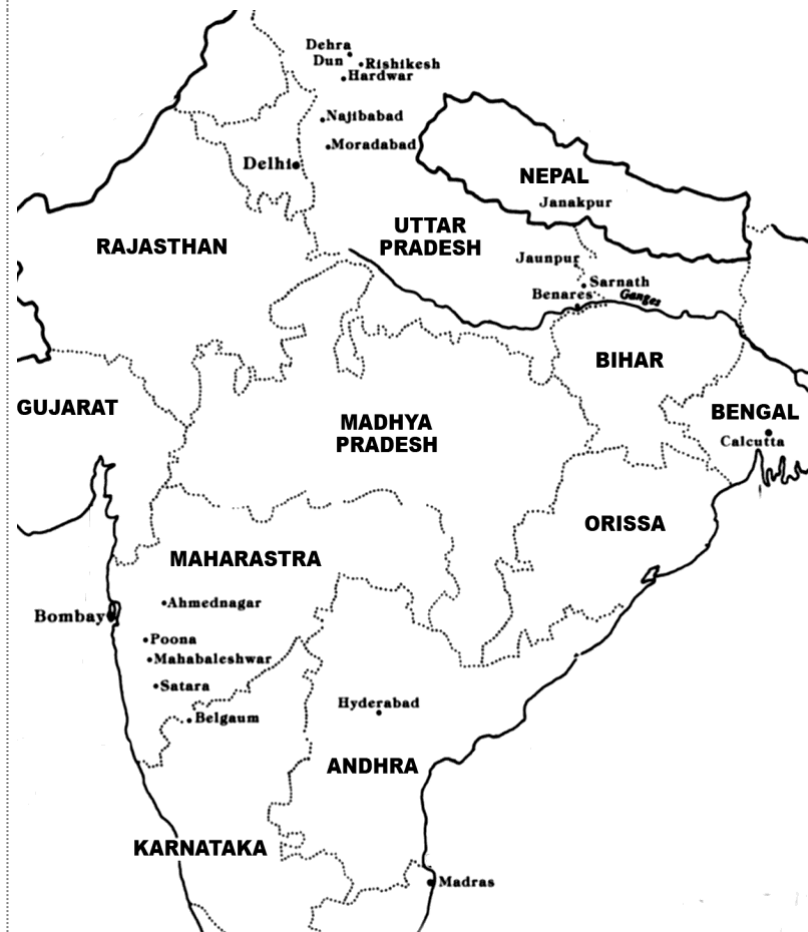 Dehra
Dun
Rishikesh
Hardwar
Najibabad
Moradabad
Delhi
NEPAL
Janakpur
RAJASTHAN
UTTAR
PRADESH
Jaunpur
Sarnath
Benares
Ganges
BIHAR
GUJARAT
MADHYA
PRADESH
BENGAL
Calcutta
ORISSA
MAHARASTRA
Ahmednagar
Bombay
Poona
Mahabaleshwar
Satara
Belgaum
Hyderabad
ANDHRA
KARNATAKA
Madras